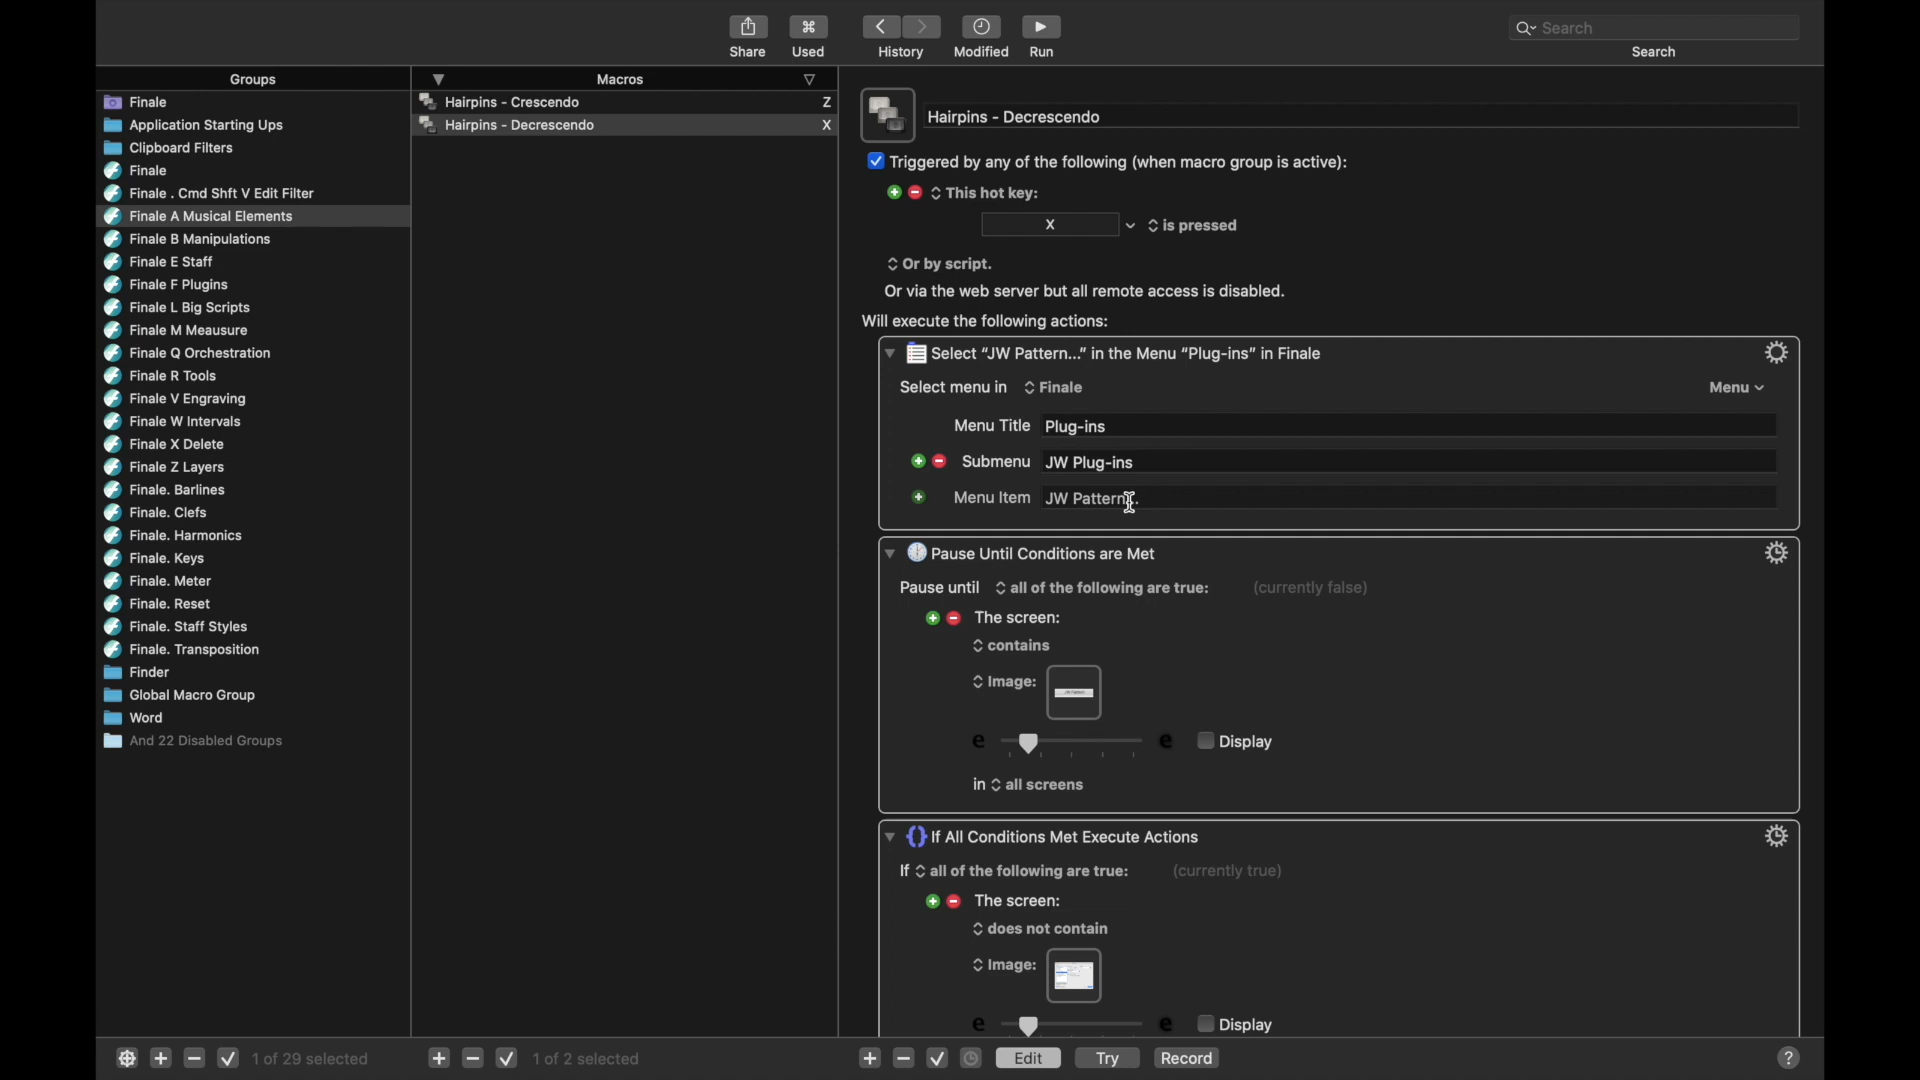 Share
Used
History
Modified
Run
Search
Search
Groups
Finale
Application Starting Ups
Clipboard Filters
Finale
Finale . Cmd Shft V Edit Filter
Finale A Musical Elements
Finale B Manipulations
Finale E Staff
Finale F Plugins
Finale L Big Scripts
Finale M Meausure
Finale Q Orchestration
Finale R Tools
Finale V Engraving
Finale W Intervals
Finale X Delete
Finale Z Layers
Finale. Barlines
Finale. Clefs
Finale. Harmonics
Finale. Keys
Finale. Meter
Finale. Reset
Finale. Staff Styles
Finale. Transposition
Finder
Global Macro Group
Word
And 22 Disabled Groups
1 of 29 selected
Macros
Hairpins - Crescendo Z
Hairpins - Decrescendo X
1 of 2 selected
Hairpins - Decrescendo
Triggered by any of the following (when macro group is active):
This hot key:
X is pressed
Or by script.
Or via the web server but all remote access is disabled.
Will execute the following actions:
Select “JW Pattern...” in the Menu “Plug-ins” in Finale
Select menu in Finale Menu
Menu Title Plug-ins
Submenu JW Plug-ins
Menu Item JW Pattern...
Pause Until Conditions are Met
Pause until all of the following are true: (currently false)
The screen:
contains
Image:
e e Display
in all screens
If All Conditions Met Execute Actions
If all of the following are true: (currently true)
The screen:
does not contain
Image:
e e Display
Edit Try Record ?